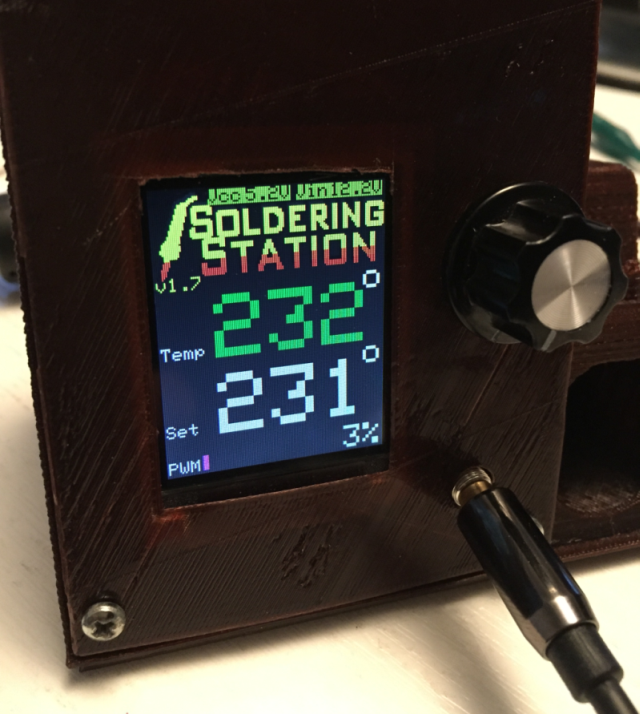 Vcc5.2V Vin12.2V
SOLDERING
STATION
v1.7
Temp 232°
Set 231°
3%
PWM